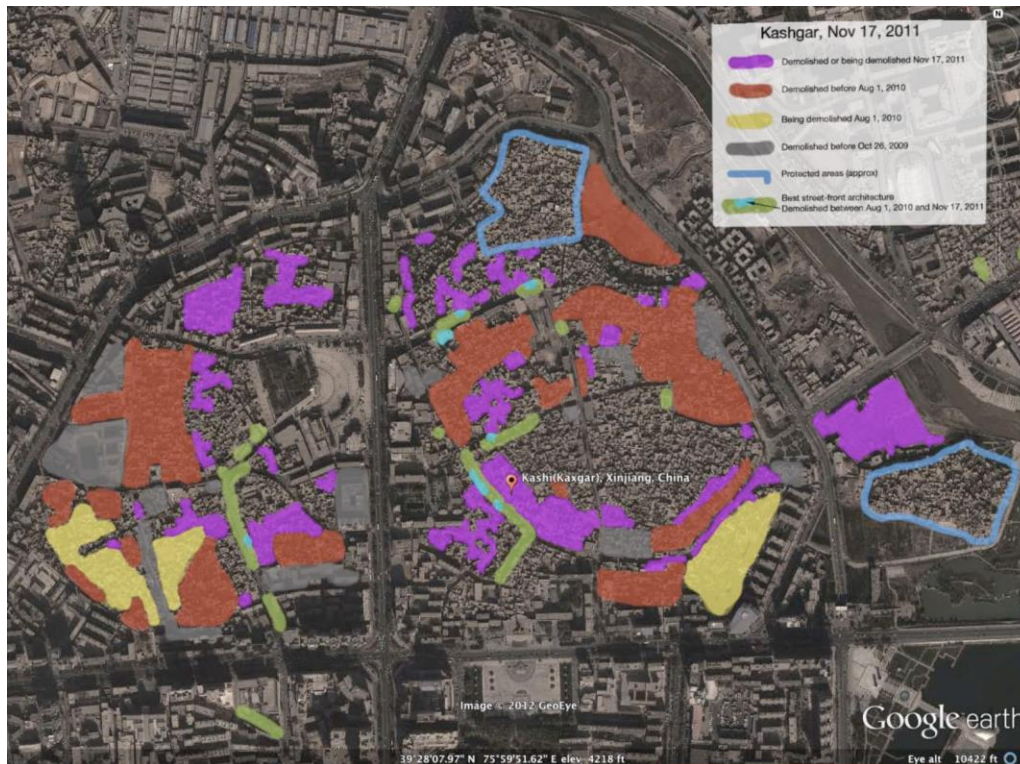 N
Kashgar, Nov 17, 2011
Demolished or being demolished Nov 17, 2011
Demolished before Aug 1, 2010
Being demolished Aug 1, 2010
Demolished before Oct 26, 2009
Protected areas (approx)
Best street-front architecture
Demolished between Aug 1, 2010 and Nov 17, 2011
Kashi(Kaxgar), Xinjiang, China
Image © 2012 GeoEye
Google earth
39°28'07.97" N 75°59'51.62" E elev 4218 ft
Eye alt 10422 ft